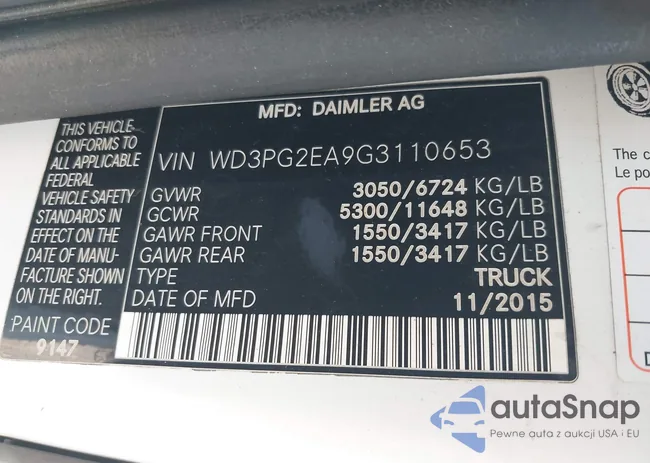 MFD: DAIMLER AG
THIS VEHICLE
CONFORMS TO
ALL APPLICABLE
FEDERAL
VEHICLE SAFETY
STANDARDS IN
EFFECT ON THE
DATE OF MANU-
FACTURE SHOWN
ON THE RIGHT.
PAINT CODE
9147
VIN WD3PG2EA9G3110653
GVWR 3050/6724 KG/LB
GCWR 5300/11648 KG/LB
GAWR FRONT 1550/3417 KG/LB
GAWR REAR 1550/3417 KG/LB
TYPE TRUCK
DATE OF MFD 11/2015
The c
Le po
D
autaSnap
Pewne auta z aukcji USA i EU